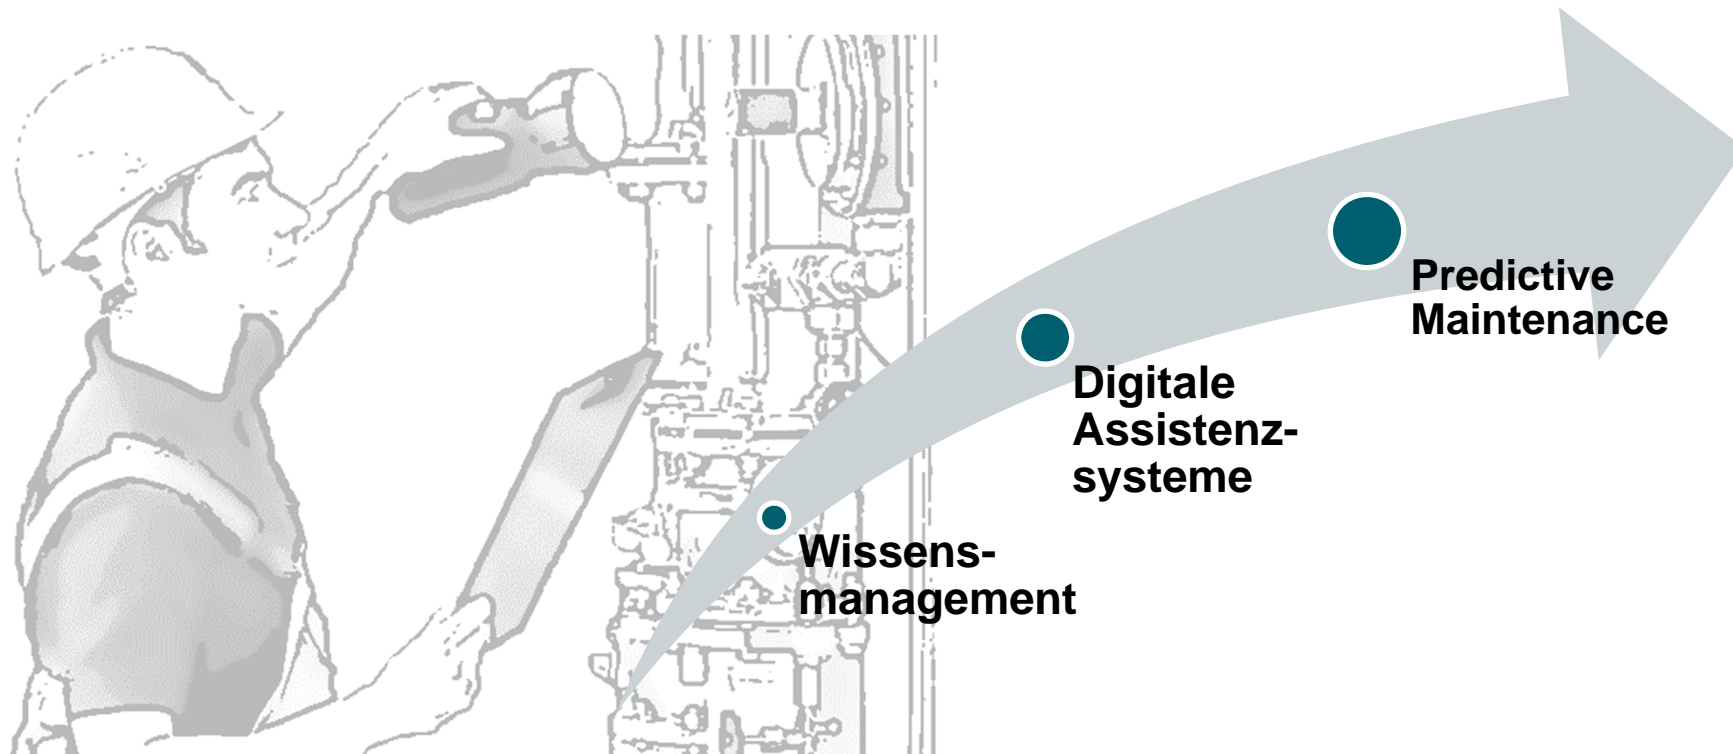 Wissens-
management
Digitale
Assistenz-
systeme
Predictive
Maintenance